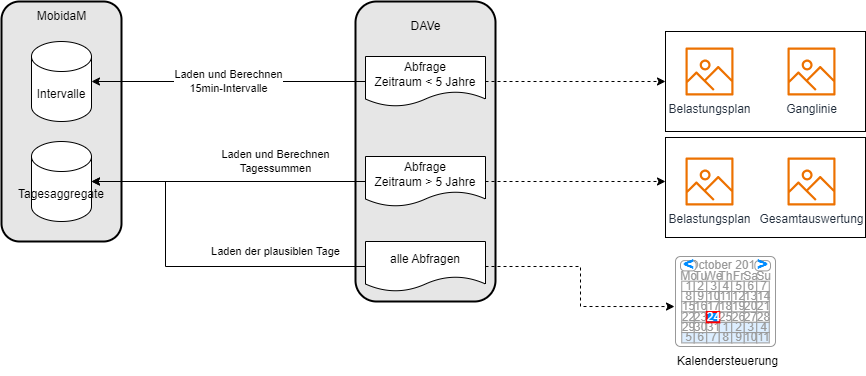 MobidaM
Intervalle
Tagesaggregate
Laden und Berechnen
15min-Intervalle
Laden und Berechnen
Tagessummen
Laden der plausiblen Tage
DAVe
Abfrage
Zeitraum < 5 Jahre
Abfrage
Zeitraum > 5 Jahre
alle Abfragen
Belastungsplan
Ganglinie
Belastungsplan
Gesamtauswertung
< October 201 >
Mo Tu We Th Fr Sa Su
1 2 3 4 5 6 7
8 9 10 11 12 13 14
15 16 17 18 19 20 21
22 23 24 25 26 27 28
29 30 31 1 2 3 4
5 6 7 8 9 10 11
Kalendersteuerung